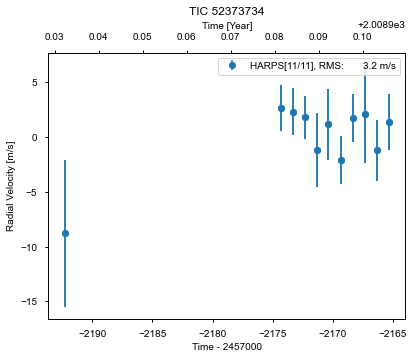 TIC 52373734
Time [Year]
+2.0089e3
0.03 0.04 0.05 0.06 0.07 0.08 0.09 0.10
HARPS[11/11], RMS: 3.2 m/s
Radial Velocity [m/s]
5
0
−5
−10
−15
−2190 −2185 −2180 −2175 −2170 −2165
Time - 2457000